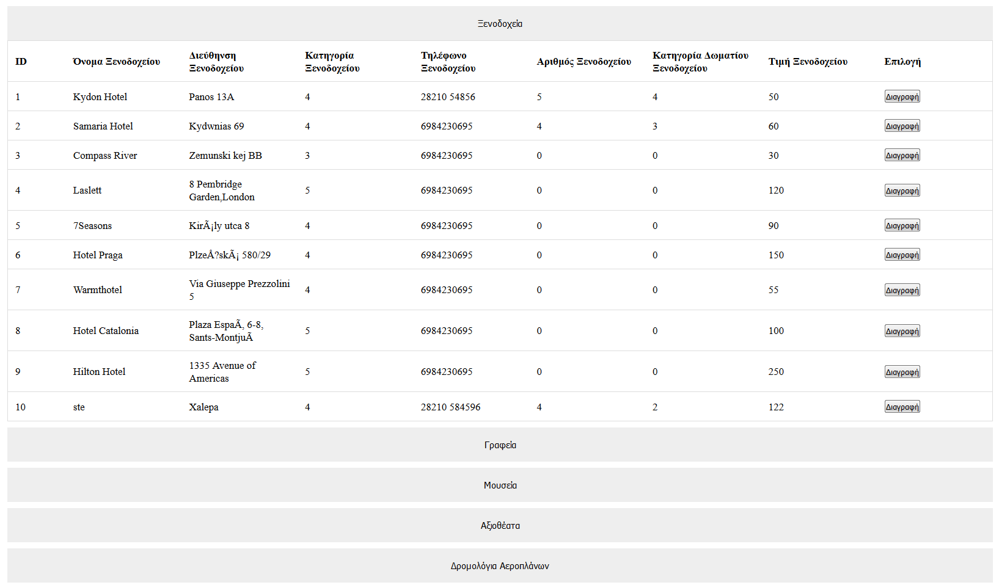 Ξενοδοχεία
ID Όνομα Ξενοδοχείου Διεύθηνση Ξενοδοχείου Κατηγορία Ξενοδοχείου Τηλέφωνο Ξενοδοχείου Αριθμός Ξενοδοχείου Κατηγορία Δωματίου Ξενοδοχείου Τιμή Ξενοδοχείου Επιλογή
1 Kydon Hotel Panos 13A 4 28210 54856 5 4 50 Διαγραφή
2 Samaria Hotel Kydwnias 69 4 6984230695 4 3 60 Διαγραφή
3 Compass River Zemunski kej BB 3 6984230695 0 0 30 Διαγραφή
4 Laslett 8 Pembridge Garden,London 5 6984230695 0 0 120 Διαγραφή
5 7Seasons KirÃ¡ly utca 8 4 6984230695 0 0 90 Διαγραφή
6 Hotel Praga PlzeÅ?skÃ¡ 580/29 4 6984230695 0 0 150 Διαγραφή
7 Warmthotel Via Giuseppe Prezzolini 5 4 6984230695 0 0 55 Διαγραφή
8 Hotel Catalonia Plaza EspaÃ, 6-8, Sants-MontjuÃ 5 6984230695 0 0 100 Διαγραφή
9 Hilton Hotel 1335 Avenue of Americas 5 6984230695 0 0 250 Διαγραφή
10 ste Xalepa 4 28210 584596 4 2 122 Διαγραφή
Γραφεία
Μουσεία
Αξιοθέατα
Δρομολόγια Αεροπλάνων